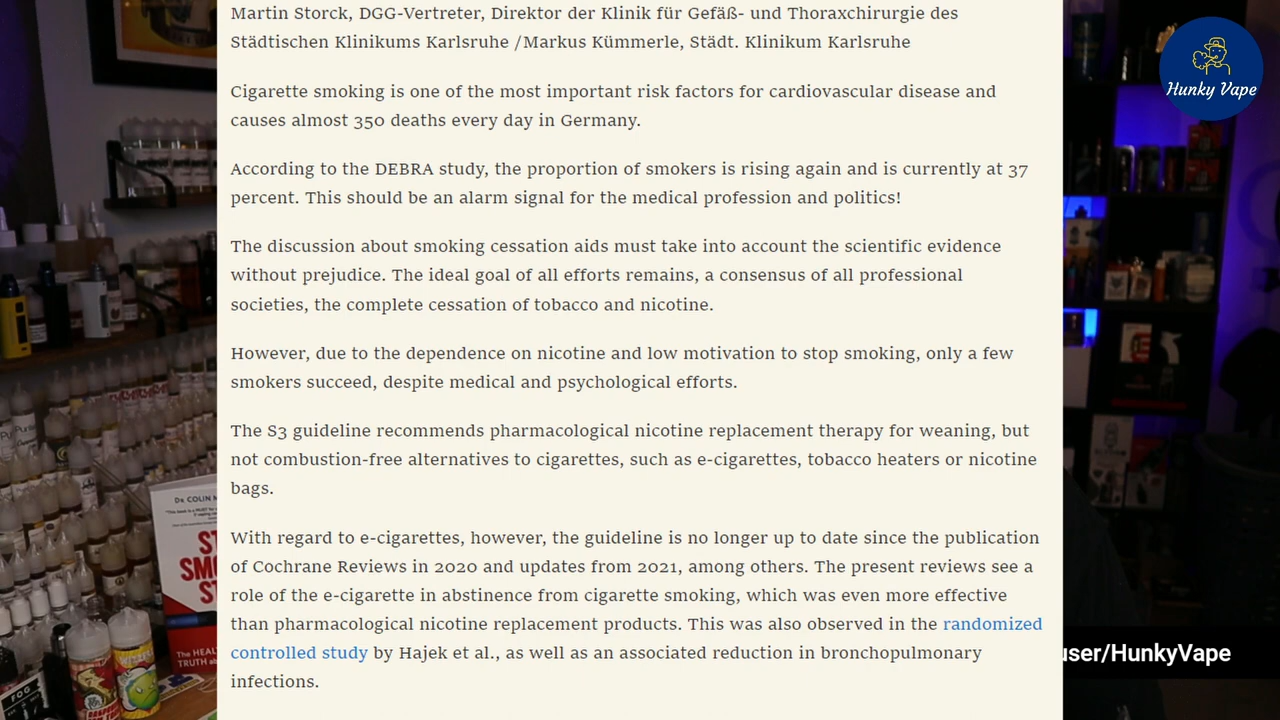 Martin Storck, DGG-Vertreter, Direktor der Klinik für Gefäß- und Thoraxchirurgie des
Städtischen Klinikums Karlsruhe /Markus Kümmerle, Städt. Klinikum Karlsruhe
Cigarette smoking is one of the most important risk factors for cardiovascular disease and
causes almost 350 deaths every day in Germany.
According to the DEBRA study, the proportion of smokers is rising again and is currently at 37
percent. This should be an alarm signal for the medical profession and politics!
The discussion about smoking cessation aids must take into account the scientific evidence
without prejudice. The ideal goal of all efforts remains, a consensus of all professional
societies, the complete cessation of tobacco and nicotine.
However, due to the dependence on nicotine and low motivation to stop smoking, only a few
smokers succeed, despite medical and psychological efforts.
The S3 guideline recommends pharmacological nicotine replacement therapy for weaning, but
not combustion-free alternatives to cigarettes, such as e-cigarettes, tobacco heaters or nicotine
bags.
With regard to e-cigarettes, however, the guideline is no longer up to date since the publication
of Cochrane Reviews in 2020 and updates from 2021, among others. The present reviews see a
role of the e-cigarette in abstinence from cigarette smoking, which was even more effective
than pharmacological nicotine replacement products. This was also observed in the randomized
controlled study by Hajek et al., as well as an associated reduction in bronchopulmonary
infections.
Hunky Vape
user/HunkyVape
DR COLIN
ST
SM
ST
The HEAL
TRUTH
FOG